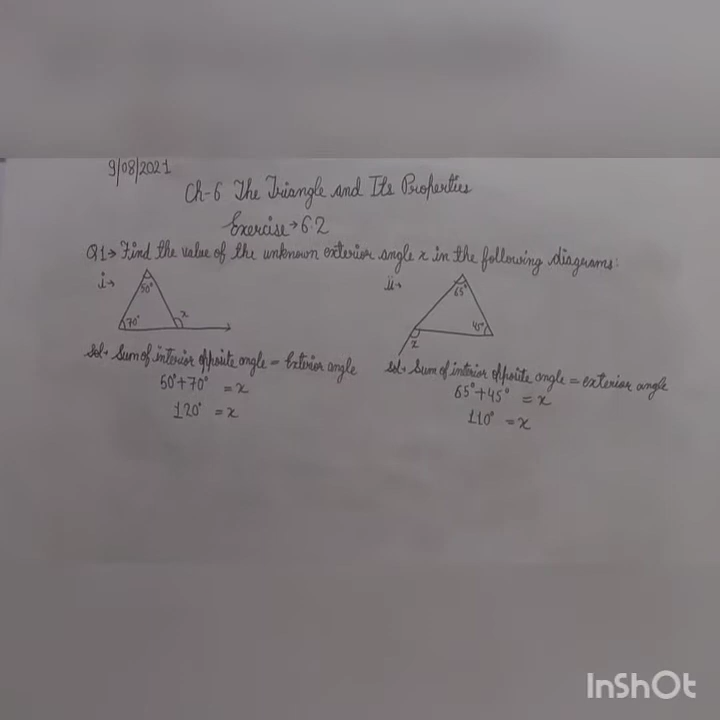 9/08/2021
Ch-6 The Triangle and Its Properties
Exercise→6.2
Q1→ Find the value of the unknown exterior angle x in the following diagrams:
i→
50°
70°
x
Sol→ Sum of interior opposite angle = Exterior angle
50°+70° = x
120° = x
ii→
65°
45°
x
Sol→ Sum of interior opposite angle = exterior angle
65°+45° = x
110° = x
InShOt